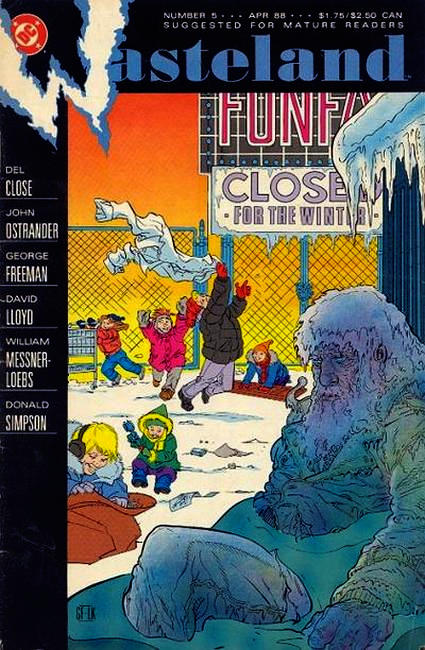 NUMBER 5 • • • APR 88 • • • $1.75/$2.50 CAN
SUGGESTED FOR MATURE READERS
DC
Wasteland
FUNFA
CLOSE
- FOR THE WINTER -
DEL
CLOSE
JOHN
OSTRANDER
GEORGE
FREEMAN
DAVID
LLOYD
WILLIAM
MESSNER-
LOEBS
DONALD
SIMPSON